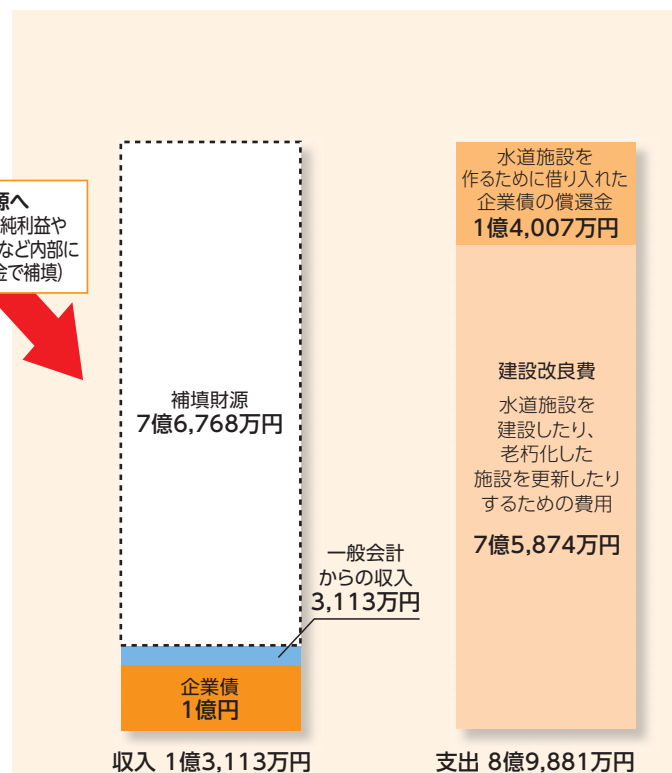 源へ
純利益や
など内部に
金で補填)
補填財源
7億6,768万円
一般会計
からの収入
3,113万円
企業債
1億円
収入 1億3,113万円
水道施設を
作るために借り入れた
企業債の償還金
1億4,007万円
建設改良費
水道施設を
建設したり、
老朽化した
施設を更新したり
するための費用
7億5,874万円
支出 8億9,881万円